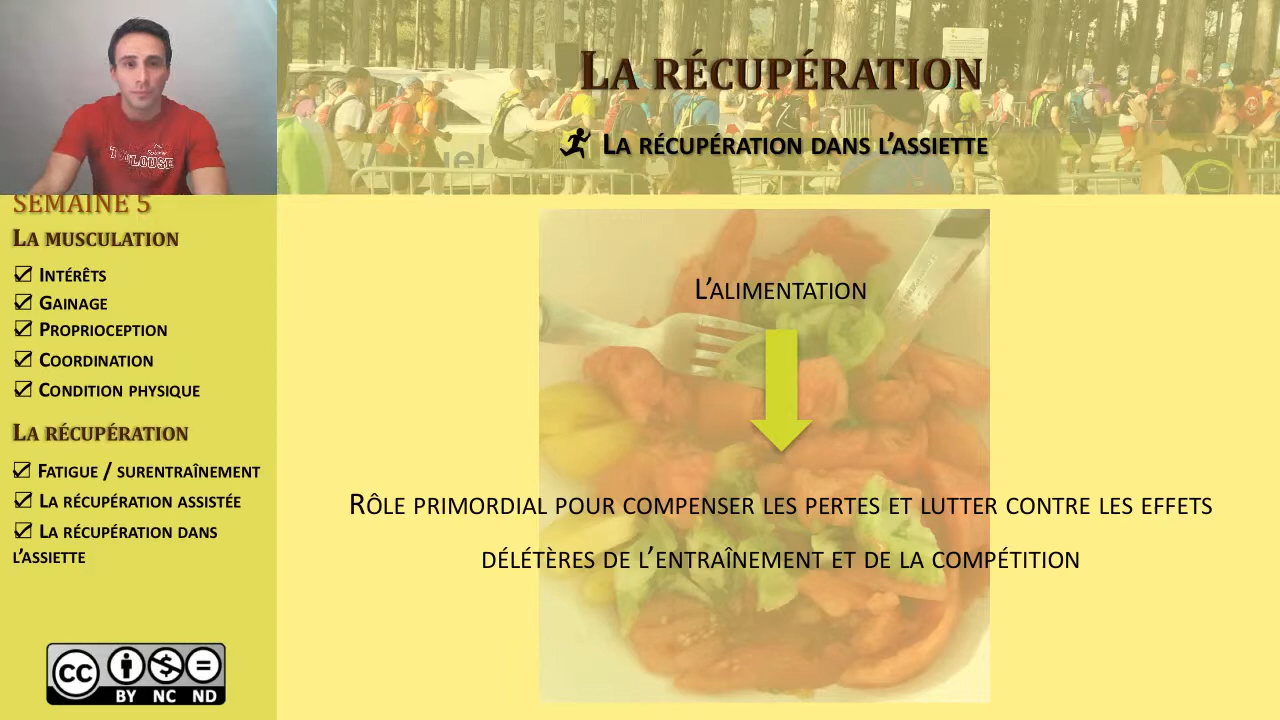 La récupération
La récupération dans l'assiette
TOULOUSE
SEMAINE 5
La musculation
☑ Intérêts
☑ Gainage
☑ Proprioception
☑ Coordination
☑ Condition physique
La récupération
☑ Fatigue / surentraînement
☑ La récupération assistée
☑ La récupération dans
l'assiette
L'alimentation
Rôle primordial pour compenser les pertes et lutter contre les effets
délétères de l'entraînement et de la compétition
CC
BY NC ND